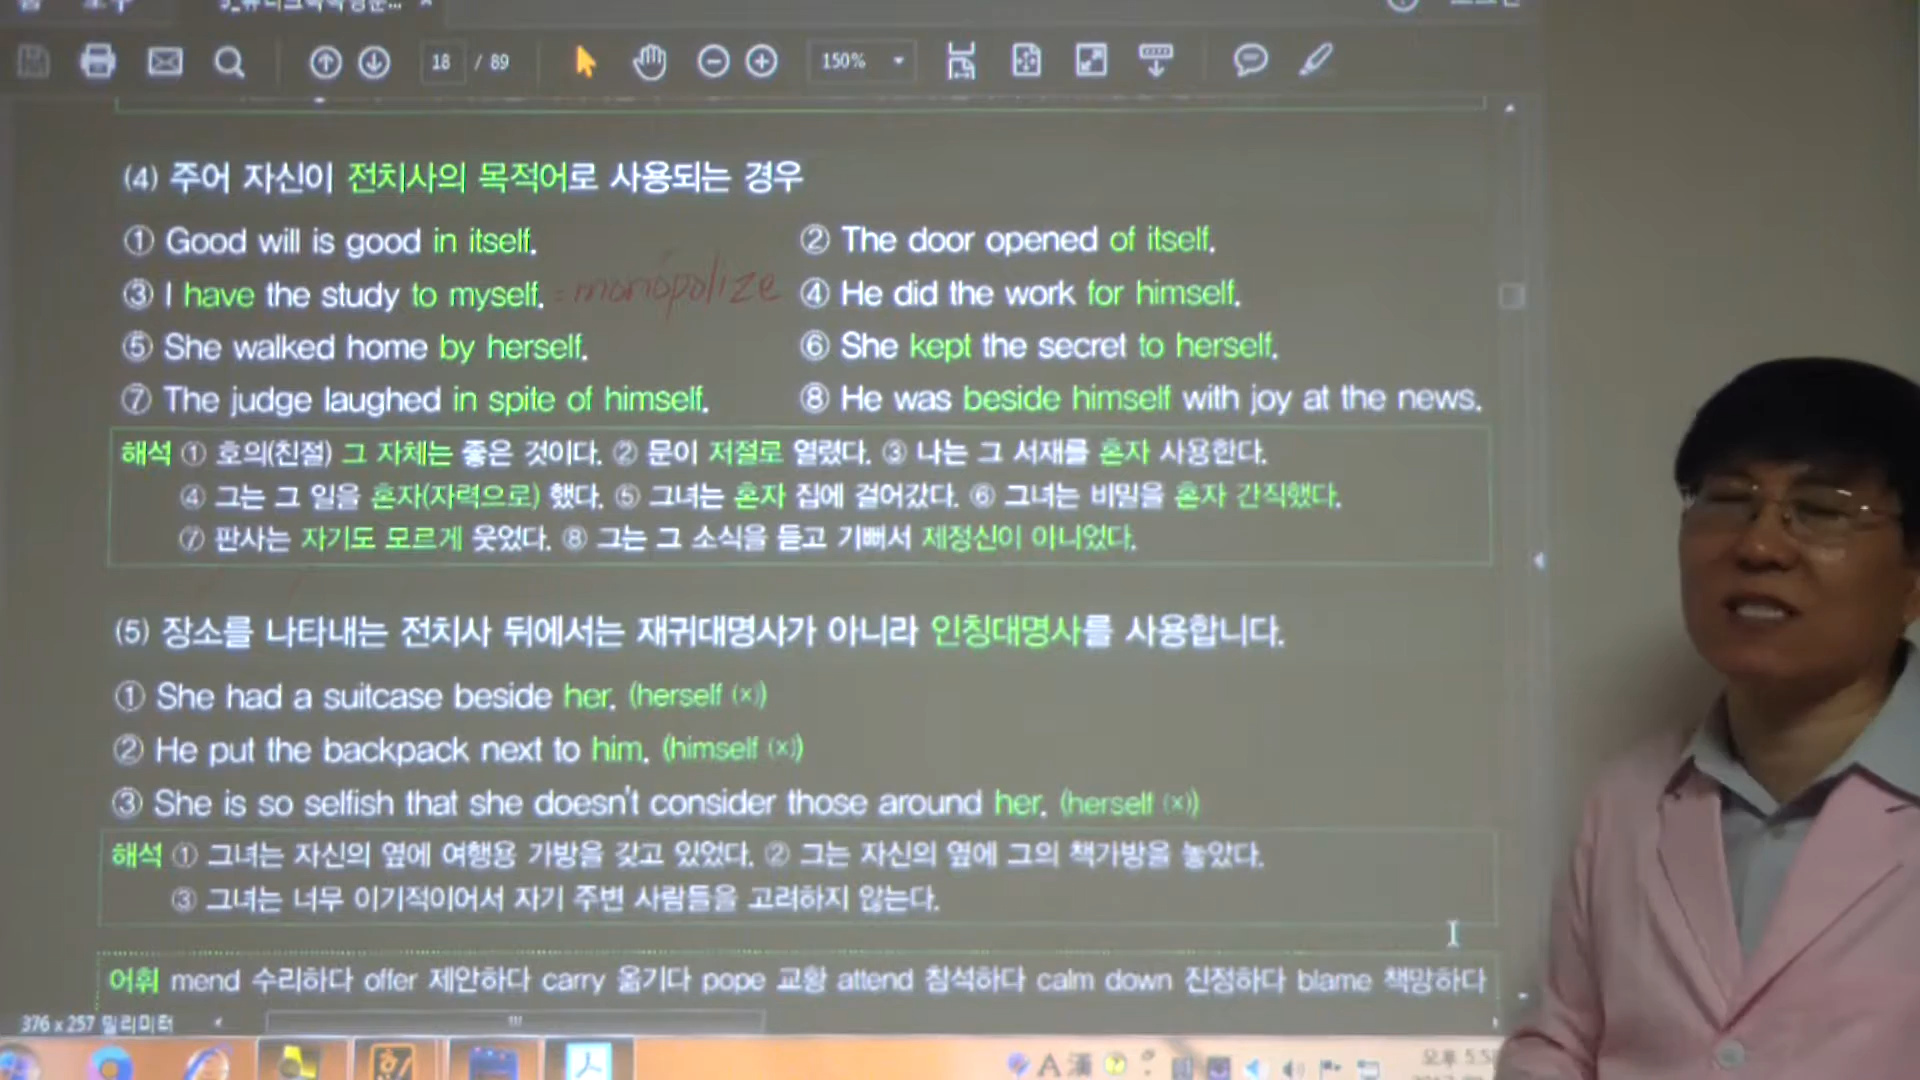 18 / 89
150%
(4) 주어 자신이 전치사의 목적어로 사용되는 경우
① Good will is good in itself. ② The door opened of itself.
③ I have the study to myself. = monopolize ④ He did the work for himself.
⑤ She walked home by herself. ⑥ She kept the secret to herself.
⑦ The judge laughed in spite of himself. ⑧ He was beside himself with joy at the news.
해석 ① 호의(친절) 그 자체는 좋은 것이다. ② 문이 저절로 열렸다. ③ 나는 그 서재를 혼자 사용한다.
④ 그는 그 일을 혼자(자력으로) 했다. ⑤ 그녀는 혼자 집에 걸어갔다. ⑥ 그녀는 비밀을 혼자 간직했다.
⑦ 판사는 자기도 모르게 웃었다. ⑧ 그는 그 소식을 듣고 기뻐서 제정신이 아니었다.
(5) 장소를 나타내는 전치사 뒤에서는 재귀대명사가 아니라 인칭대명사를 사용합니다.
① She had a suitcase beside her. (herself (×))
② He put the backpack next to him. (himself (×))
③ She is so selfish that she doesn't consider those around her. (herself (×))
해석 ① 그녀는 자신의 옆에 여행용 가방을 갖고 있었다. ② 그는 자신의 옆에 그의 책가방을 놓았다.
③ 그녀는 너무 이기적이어서 자기 주변 사람들을 고려하지 않는다.
어휘 mend 수리하다 offer 제안하다 carry 옮기다 pope 교황 attend 참석하다 calm down 진정하다 blame 책망하다
376 x 257 밀리미터
A 漢
오후 5:5